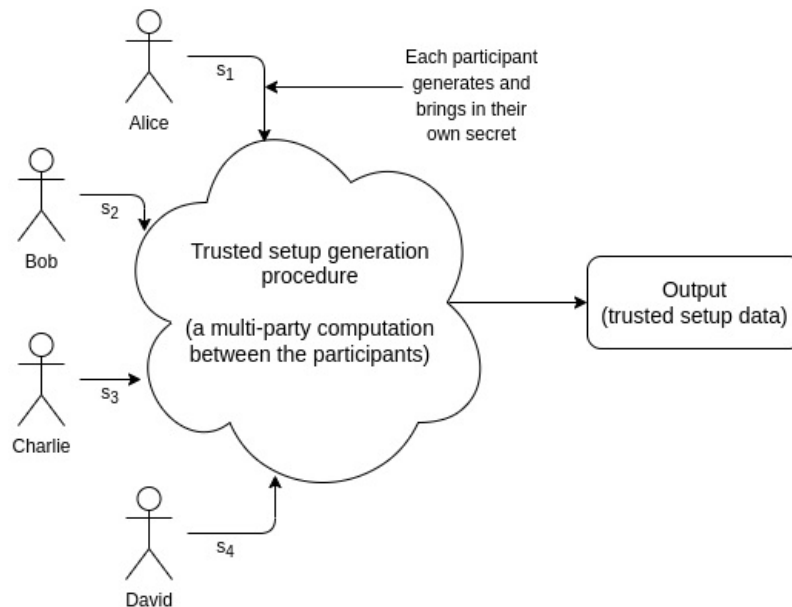 Alice
s1
Each participant
generates and
brings in their
own secret
Bob
s2
Trusted setup generation
procedure
(a multi-party computation
between the participants)
Output
(trusted setup data)
Charlie
s3
David
s4